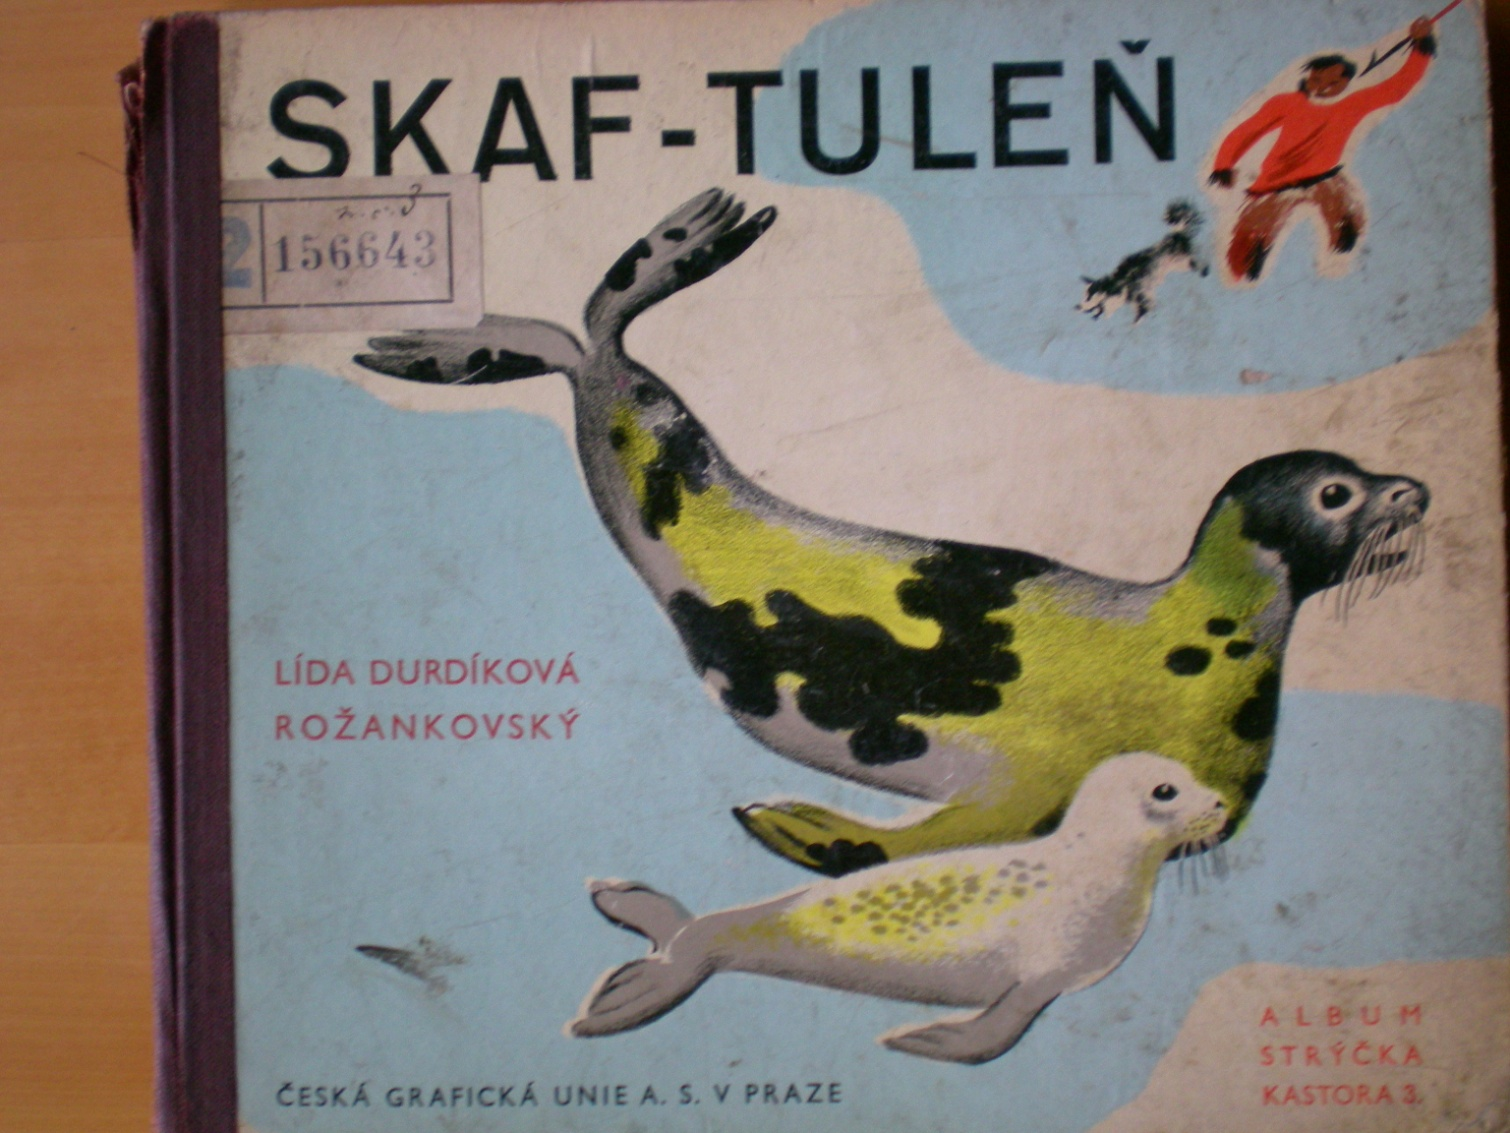 SKAF-TULEŇ
2 156643
LÍDA DURDÍKOVÁ
ROŽANKOVSKÝ
ALBUM
STRÝČKA
KASTORA 3.
ČESKÁ GRAFICKÁ UNIE A. S. V PRAZE